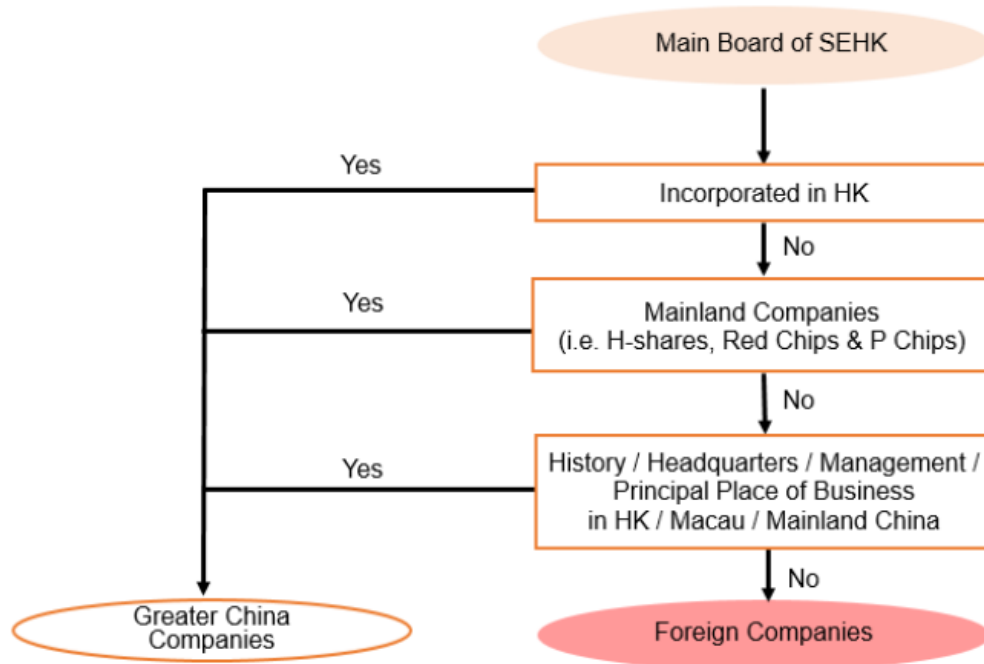 Main Board of SEHK
Yes
Incorporated in HK
No
Yes
Mainland Companies
(i.e. H-shares, Red Chips & P Chips)
No
Yes
History / Headquarters / Management /
Principal Place of Business
in HK / Macau / Mainland China
No
Greater China
Companies
Foreign Companies